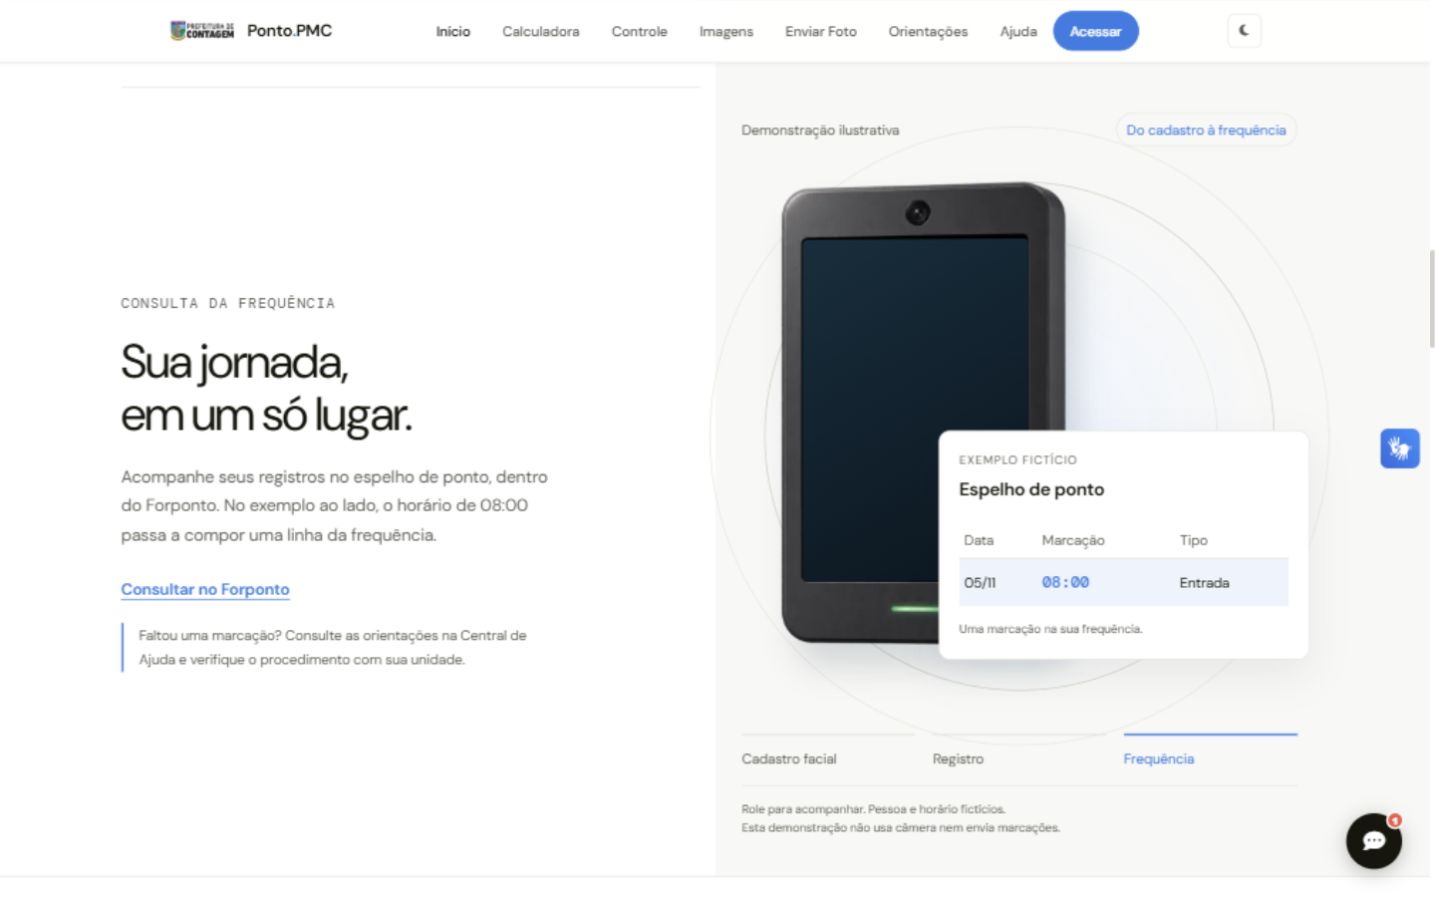 PREFEITURA DE
CONTAGEM
Ponto.PMC
Início
Calculadora
Controle
Imagens
Enviar Foto
Orientações
Ajuda
Acessar
CONSULTA DA FREQUÊNCIA
Sua jornada,
em um só lugar.
Acompanhe seus registros no espelho de ponto, dentro
do Forponto. No exemplo ao lado, o horário de 08:00
passa a compor uma linha da frequência.
Consultar no Forponto
Faltou uma marcação? Consulte as orientações na Central de
Ajuda e verifique o procedimento com sua unidade.
Demonstração ilustrativa
Do cadastro à frequência
EXEMPLO FICTÍCIO
Espelho de ponto
Data Marcação Tipo
05/11 08:00 Entrada
Uma marcação na sua frequência.
Cadastro facial
Registro
Frequência
Role para acompanhar. Pessoa e horário fictícios.
Esta demonstração não usa câmera nem envia marcações.
1